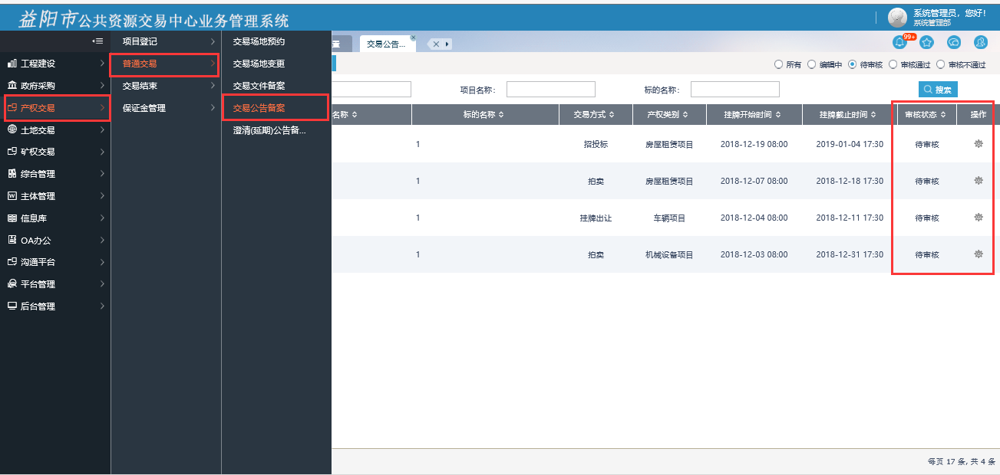 益阳市公共资源交易中心业务管理系统
系统管理员，您好！
系统管理部
99+
工程建设
政府采购
产权交易
土地交易
矿权交易
综合管理
主体管理
信息库
OA办公
沟通平台
平台管理
后台管理
项目登记
普通交易
交易结束
保证金管理
交易场地预约
交易场地变更
交易文件备案
交易公告备案
澄清(延期)公告备...
量
交易公告...
所有 编辑中 待审核 审核通过 审核不通过
项目名称： 标的名称： 搜索
名称 标的名称 交易方式 产权类别 挂牌开始时间 挂牌截止时间 审核状态 操作
1 招投标 房屋租赁项目 2018-12-19 08:00 2019-01-04 17:30 待审核
1 拍卖 房屋租赁项目 2018-12-07 08:00 2018-12-18 17:30 待审核
1 挂牌出让 车辆项目 2018-12-04 08:00 2018-12-11 17:30 待审核
1 拍卖 机械设备项目 2018-12-03 08:00 2018-12-31 17:30 待审核
每页 17 条, 共 4 条